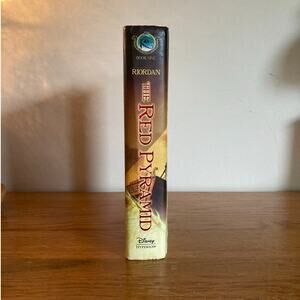 BOOK ONE
RIORDAN
THE RED PYRAMID
Disney
HYPERION